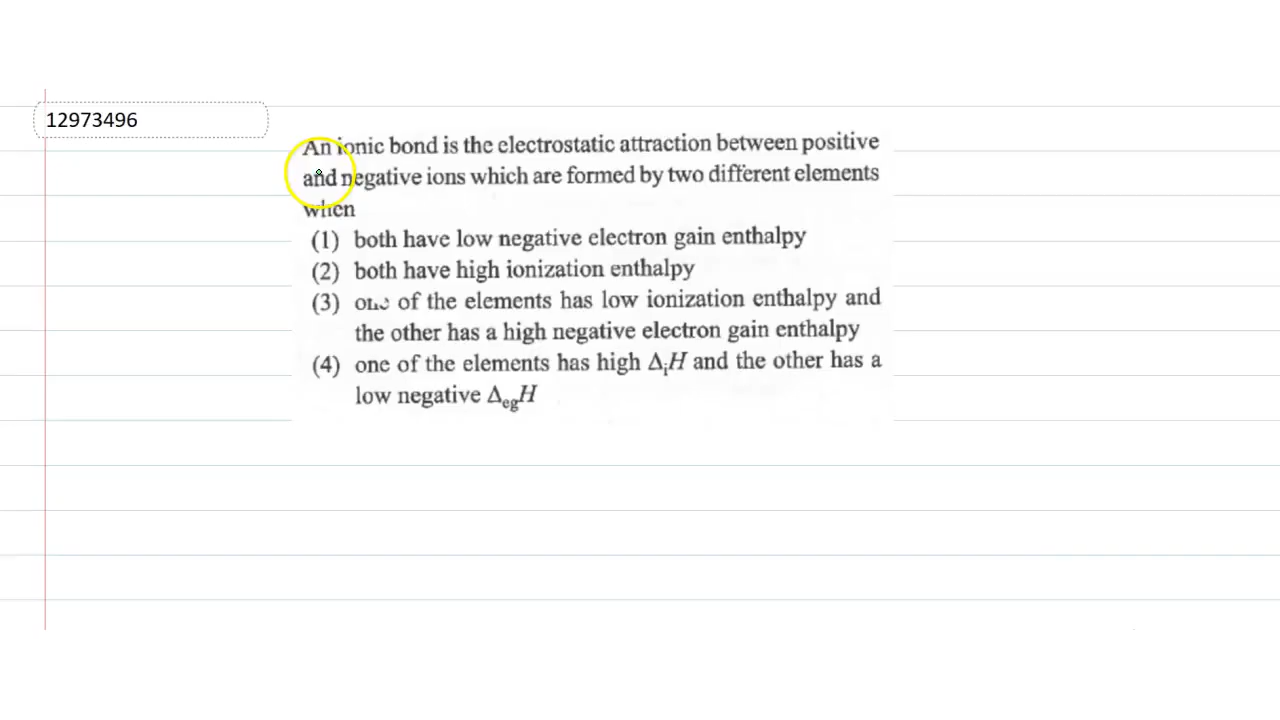 12973496
An ionic bond is the electrostatic attraction between positive
and negative ions which are formed by two different elements
when
(1) both have low negative electron gain enthalpy
(2) both have high ionization enthalpy
(3) one of the elements has low ionization enthalpy and
the other has a high negative electron gain enthalpy
(4) one of the elements has high ΔᵢH and the other has a
low negative Δ_egH